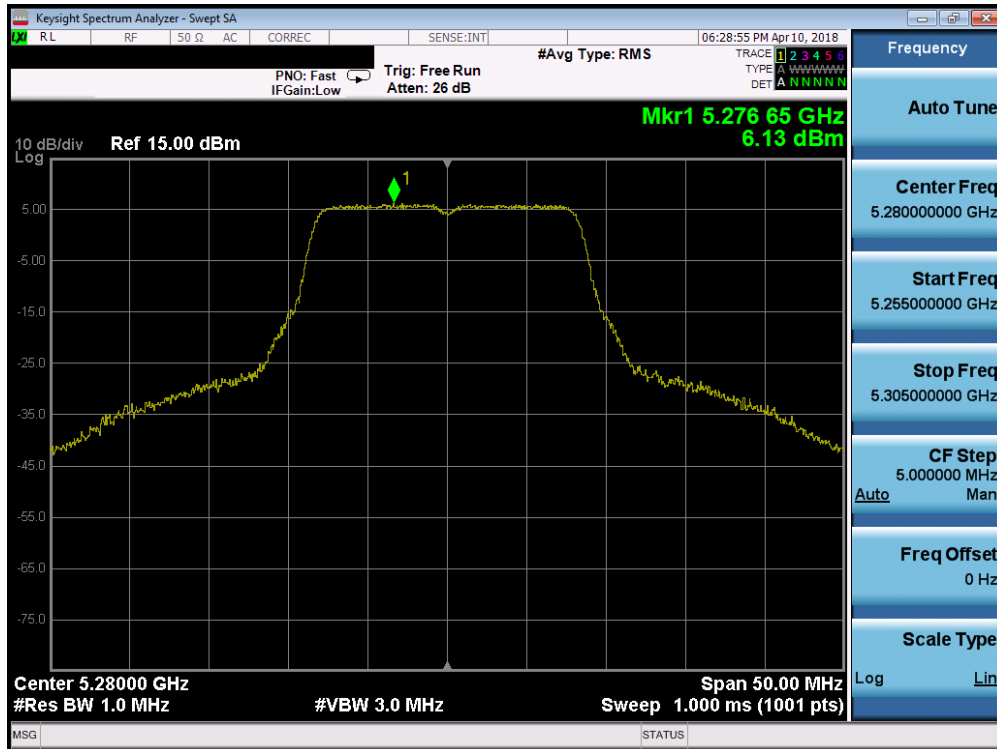 Keysight Spectrum Analyzer - Swept SA
LXI RL RF 50 Ω AC CORREC SENSE:INT 06:28:55 PM Apr 10, 2018
#Avg Type: RMS
TRACE 1 2 3 4 5 6
TYPE A WWWWW
DET A N N N N N
PNO: Fast
IFGain:Low
Trig: Free Run
Atten: 26 dB
Mkr1 5.276 65 GHz
6.13 dBm
10 dB/div
Log
Ref 15.00 dBm
1
5.00
-5.00
-15.0
-25.0
-35.0
-45.0
-55.0
-65.0
-75.0
Center 5.28000 GHz
#Res BW 1.0 MHz
#VBW 3.0 MHz
Span 50.00 MHz
Sweep 1.000 ms (1001 pts)
MSG
STATUS
Frequency
Auto Tune
Center Freq
5.280000000 GHz
Start Freq
5.255000000 GHz
Stop Freq
5.305000000 GHz
CF Step
5.000000 MHz
Auto Man
Freq Offset
0 Hz
Scale Type
Log Lin